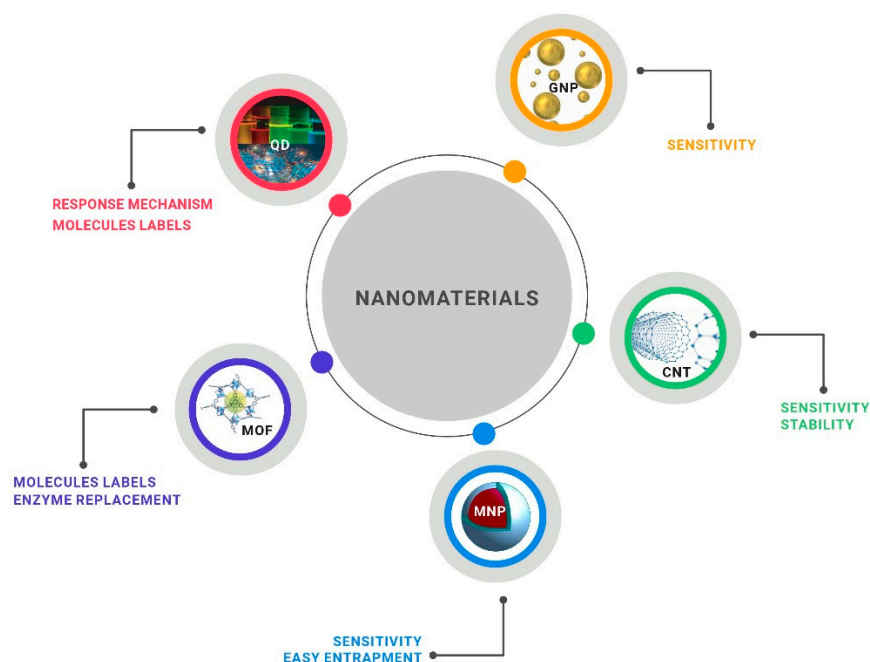 GNP
SENSITIVITY
QD
RESPONSE MECHANISM
MOLECULES LABELS
NANOMATERIALS
CNT
SENSITIVITY
STABILITY
MOF
MOLECULES LABELS
ENZYME REPLACEMENT
MNP
SENSITIVITY
EASY ENTRAPMENT